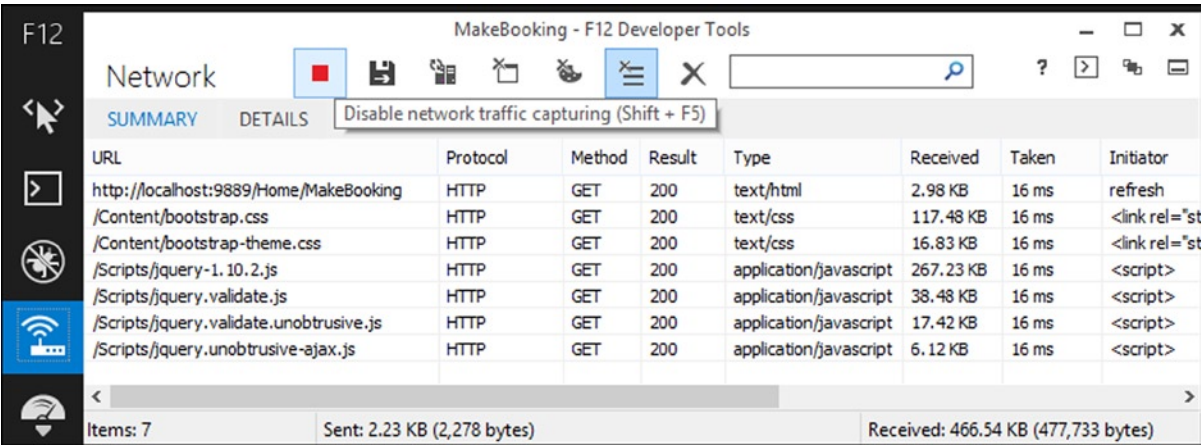 F12
MakeBooking - F12 Developer Tools
Network
?
Disable network traffic capturing (Shift + F5)
SUMMARY DETAILS
URL Protocol Method Result Type Received Taken Initiator
http://localhost:9889/Home/MakeBooking HTTP GET 200 text/html 2.98 KB 16 ms refresh
/Content/bootstrap.css HTTP GET 200 text/css 117.48 KB 16 ms <link rel="st
/Content/bootstrap-theme.css HTTP GET 200 text/css 16.83 KB 16 ms <link rel="st
/Scripts/jquery-1.10.2.js HTTP GET 200 application/javascript 267.23 KB 16 ms <script>
/Scripts/jquery.validate.js HTTP GET 200 application/javascript 38.48 KB 16 ms <script>
/Scripts/jquery.validate.unobtrusive.js HTTP GET 200 application/javascript 17.42 KB 16 ms <script>
/Scripts/jquery.unobtrusive-ajax.js HTTP GET 200 application/javascript 6.12 KB 16 ms <script>
Items: 7 Sent: 2.23 KB (2,278 bytes) Received: 466.54 KB (477,733 bytes)